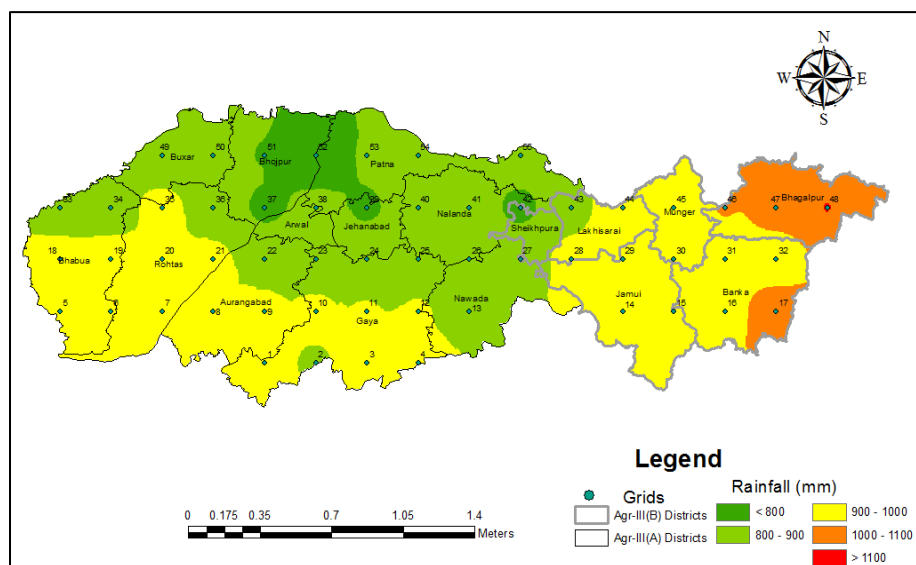 N
W E
S
49 50 51 52 53 54 55
Buxar Bhojpur Patna
33 34 35 36 37 38 39 40 41 42 43 44 45 46 47 48
Arwal Jehanabad Nalanda Sheikhpura Lakhisarai Munger Bhagalpur
18 19 20 21 22 23 24 25 26 27 28 29 30 31 32
Bhabua Rohtas
Aurangabad Gaya Nawada Jamui Banka
5 6 7 8 9 10 11 12 13 14 15 16 17
1 2 3 4
Legend
Grids
Agr-III(B) Districts
Agr-III(A) Districts
Rainfall (mm)
< 800
800 - 900
900 - 1000
1000 - 1100
> 1100
0 0.175 0.35 0.7 1.05 1.4
Meters